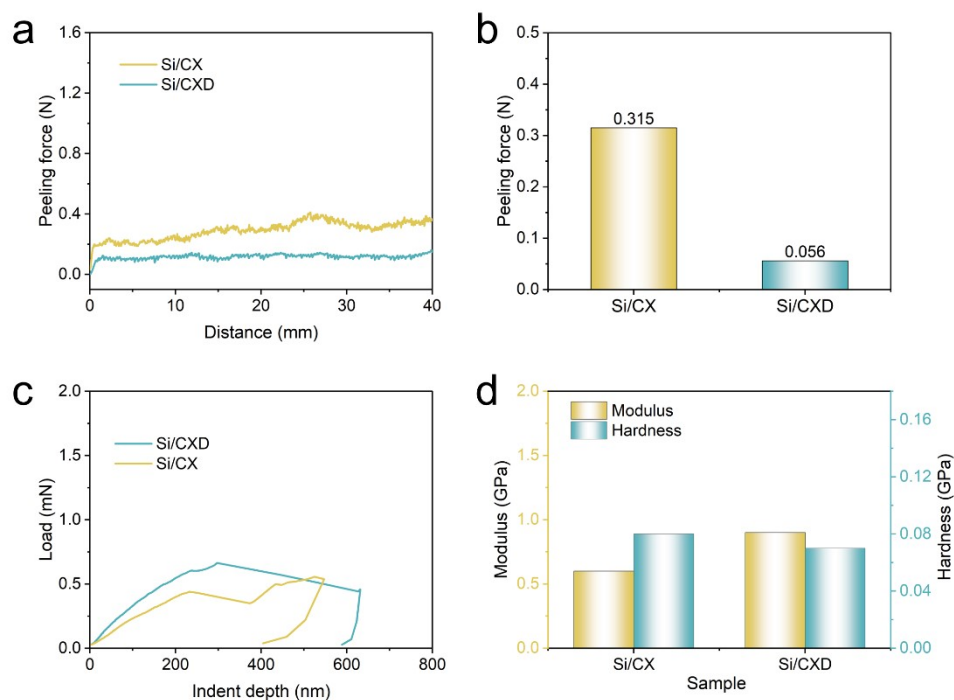 a
1.6
1.2
0.8
0.4
0.0
Peeling force (N)
Si/CX
Si/CXD
0
10
20
30
40
Distance (mm)
b
0.5
0.4
0.3
0.2
0.1
0.0
Peeling force (N)
0.315
0.056
Si/CX
Si/CXD
c
2.0
1.5
1.0
0.5
0.0
Load (mN)
Si/CXD
Si/CX
0
200
400
600
800
Indent depth (nm)
d
2.0
1.5
1.0
0.5
0.0
Modulus (GPa)
Modulus
Hardness
0.16
0.12
0.08
0.04
0.00
Hardness (GPa)
Si/CX
Si/CXD
Sample